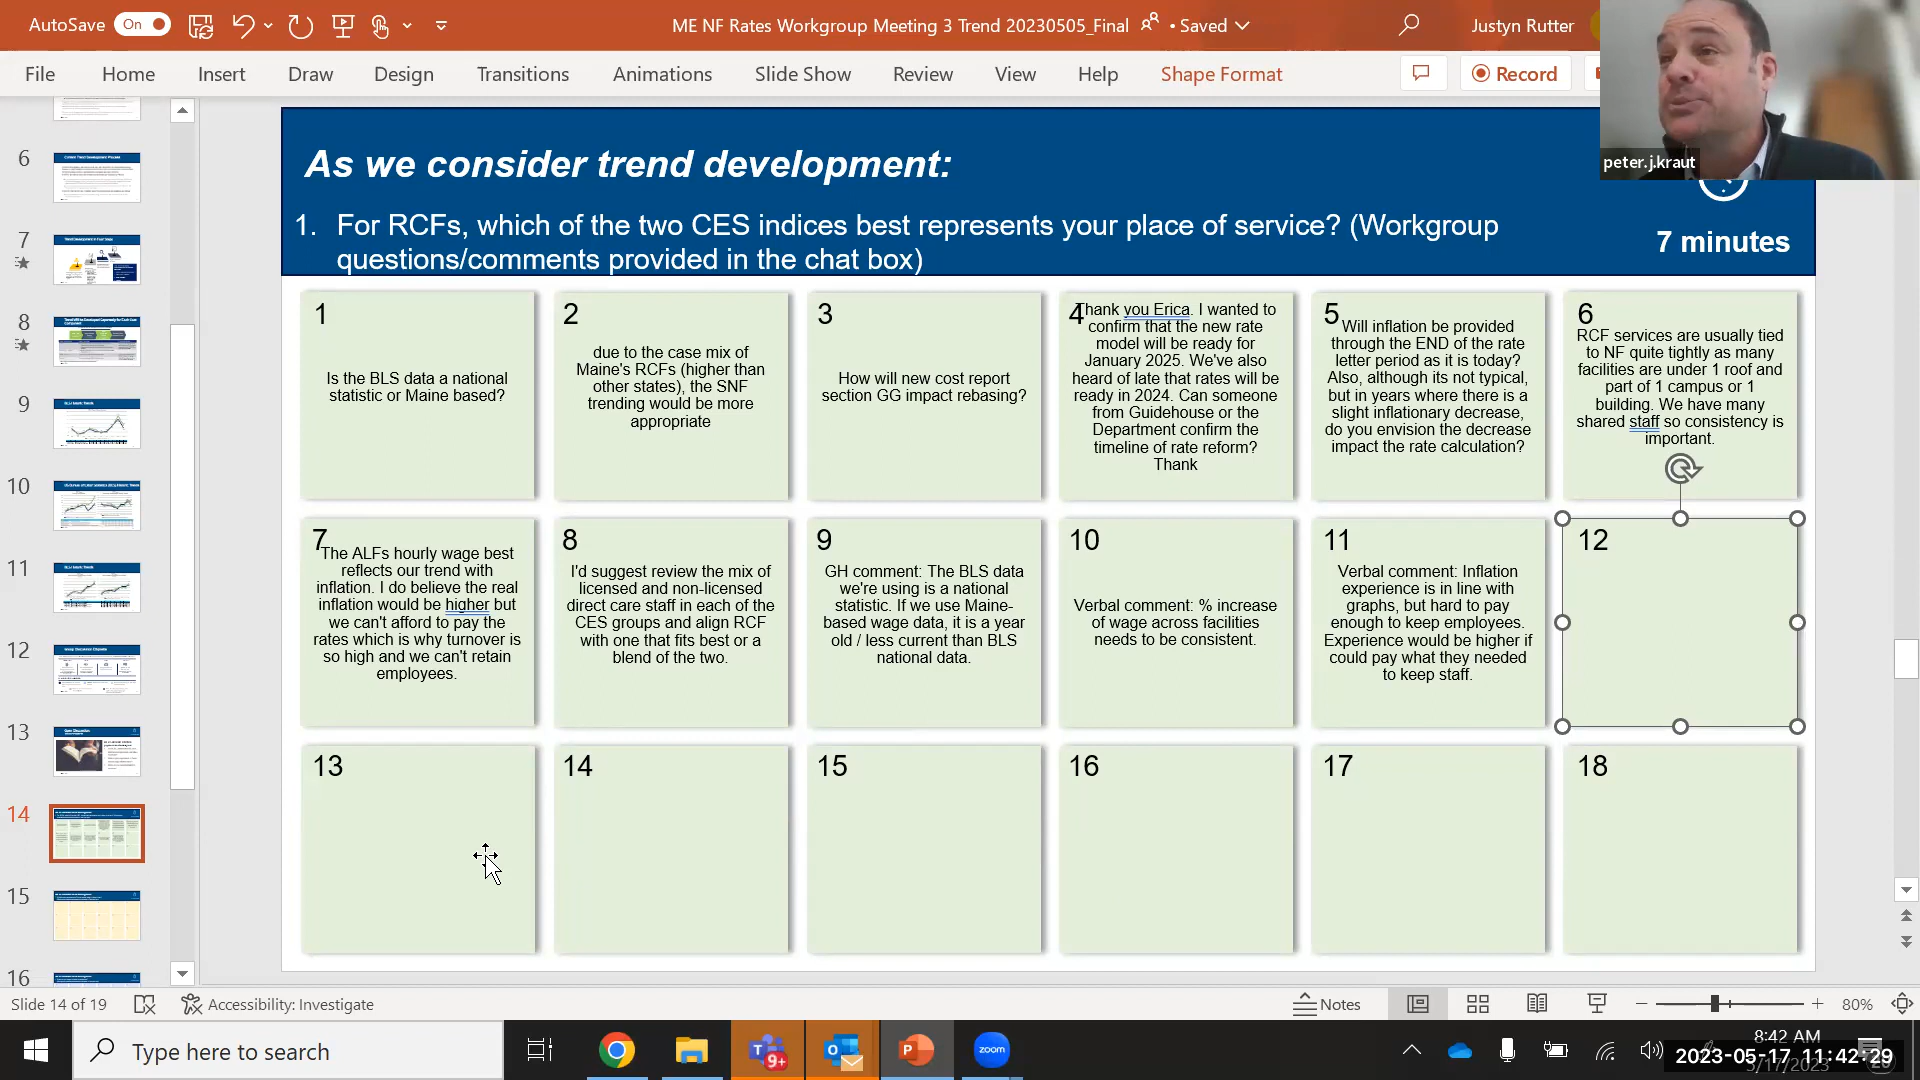 AutoSave On
ME NF Rates Workgroup Meeting 3 Trend 20230505_Final • Saved
Justyn Rutter
File Home Insert Draw Design Transitions Animations Slide Show Review View Help Shape Format
Record
peter.j.kraut
As we consider trend development:
1. For RCFs, which of the two CES indices best represents your place of service? (Workgroup
questions/comments provided in the chat box)
7 minutes
1
Is the BLS data a national
statistic or Maine based?
2
due to the case mix of
Maine's RCFs (higher than
other states), the SNF
trending would be more
appropriate
3
How will new cost report
section GG impact rebasing?
4
Thank you Erica. I wanted to
confirm that the new rate
model will be ready for
January 2025. We've also
heard of late that rates will be
ready in 2024. Can someone
from Guidehouse or the
Department confirm the
timeline of rate reform?
Thank
5
Will inflation be provided
through the END of the rate
letter period as it is today?
Also, although its not typical,
but in years where there is a
slight inflationary decrease,
do you envision the decrease
impact the rate calculation?
6
RCF services are usually tied
to NF quite tightly as many
facilities are under 1 roof and
part of 1 campus or 1
building. We have many
shared staff so consistency is
important.
7
The ALFs hourly wage best
reflects our trend with
inflation. I do believe the real
inflation would be higher but
we can't afford to pay the
rates which is why turnover is
so high and we can't retain
employees.
8
I'd suggest review the mix of
licensed and non-licensed
direct care staff in each of the
CES groups and align RCF
with one that fits best or a
blend of the two.
9
GH comment: The BLS data
we're using is a national
statistic. If we use Maine-
based wage data, it is a year
old / less current than BLS
national data.
10
Verbal comment: % increase
of wage across facilities
needs to be consistent.
11
Verbal comment: Inflation
experience is in line with
graphs, but hard to pay
enough to keep employees.
Experience would be higher if
could pay what they needed
to keep staff.
12
13
14
15
16
17
18
6
7
8
9
10
11
12
13
14
15
16
Slide 14 of 19
Accessibility: Investigate
Notes
80%
Type here to search
9+
zoom
8:42 AM
2023-05-17 11:42:29